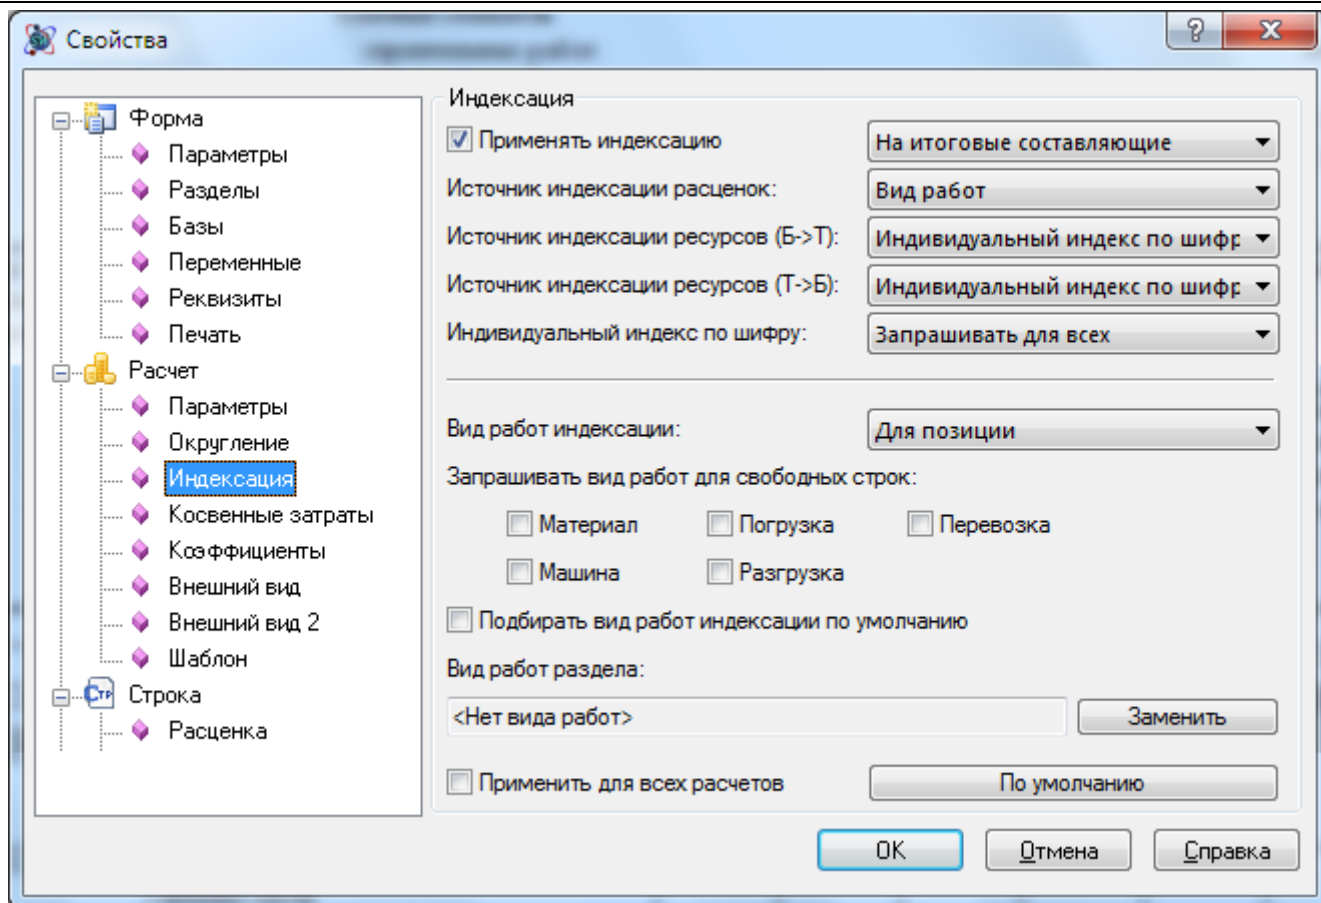 Свойства
Форма
Параметры
Разделы
Базы
Переменные
Реквизиты
Печать
Расчет
Параметры
Округление
Индексация
Косвенные затраты
Коэффициенты
Внешний вид
Внешний вид 2
Шаблон
Строка
Расценка
Индексация
Применять индексацию На итоговые составляющие
Источник индексации расценок: Вид работ
Источник индексации ресурсов (Б->Т): Индивидуальный индекс по шифр
Источник индексации ресурсов (Т->Б): Индивидуальный индекс по шифр
Индивидуальный индекс по шифру: Запрашивать для всех
Вид работ индексации: Для позиции
Запрашивать вид работ для свободных строк:
Материал Погрузка Перевозка
Машина Разгрузка
Подбирать вид работ индексации по умолчанию
Вид работ раздела:
<Нет вида работ> Заменить
Применить для всех расчетов По умолчанию
OK Отмена Справка